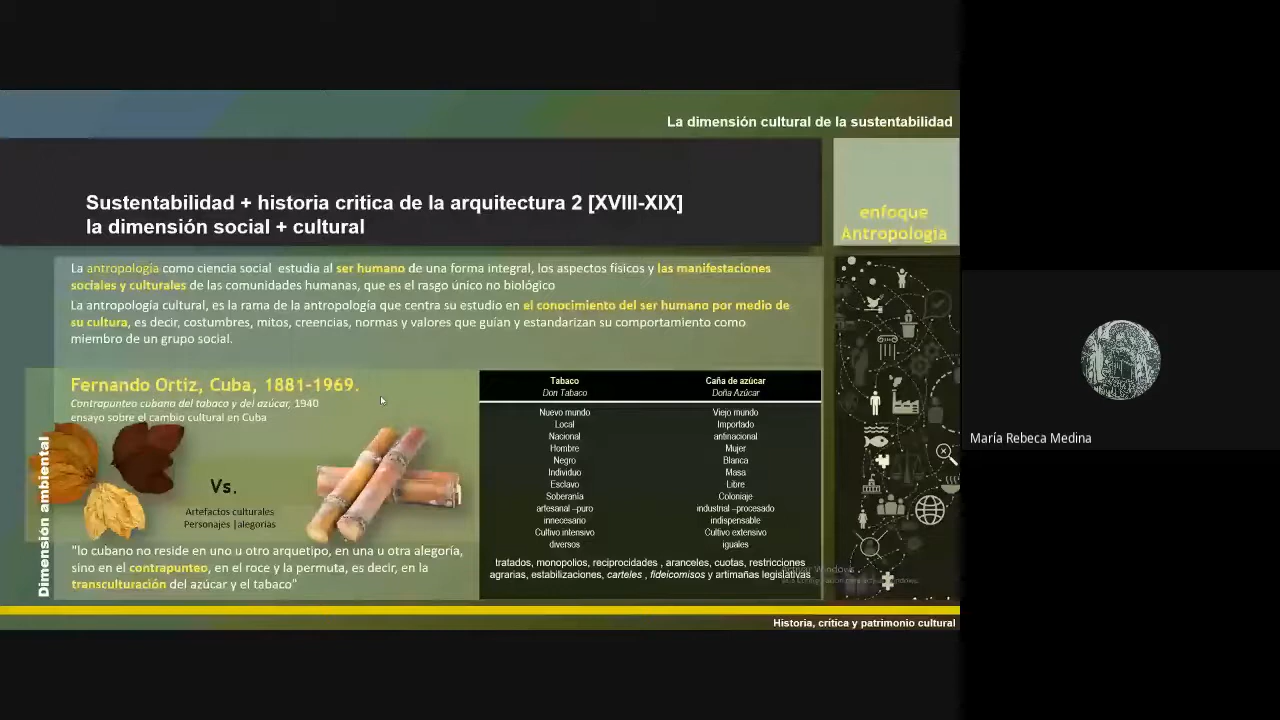 La dimensión cultural de la sustentabilidad
Sustentabilidad + historia critica de la arquitectura 2 [XVIII-XIX]
la dimensión social + cultural
enfoque
Antropología
La antropología como ciencia social estudia al ser humano de una forma integral, los aspectos físicos y las manifestaciones
sociales y culturales de las comunidades humanas, que es el rasgo único no biológico
La antropología cultural, es la rama de la antropología que centra su estudio en el conocimiento del ser humano por medio de
su cultura, es decir, costumbres, mitos, creencias, normas y valores que guían y estandarizan su comportamiento como
miembro de un grupo social.
Fernando Ortiz, Cuba, 1881-1969.
Contrapunteo cubano del tabaco y del azúcar, 1940
ensayo sobre el cambio cultural en Cuba
Vs.
Artefactos culturales
Personajes |alegorías
"lo cubano no reside en uno u otro arquetipo, en una u otra alegoría,
sino en el contrapunteo, en el roce y la permuta, es decir, en la
transculturación del azúcar y el tabaco"
Dimensión ambiental
Tabaco Caña de azúcar
Don Tabaco Doña Azúcar
Nuevo mundo Viejo mundo
Local Importado
Nacional antinacional
Hombre Mujer
Negro Blanca
Individuo Masa
Esclavo Libre
Soberanía Coloniaje
artesanal –puro industrial –procesado
innecesario indispensable
Cultivo intensivo Cultivo extensivo
diversos iguales
tratados, monopolios, reciprocidades , aranceles, cuotas, restricciones
agrarias, estabilizaciones, carteles , fideicomisos y artimañas legislativas
Historia, crítica y patrimonio cultural
María Rebeca Medina